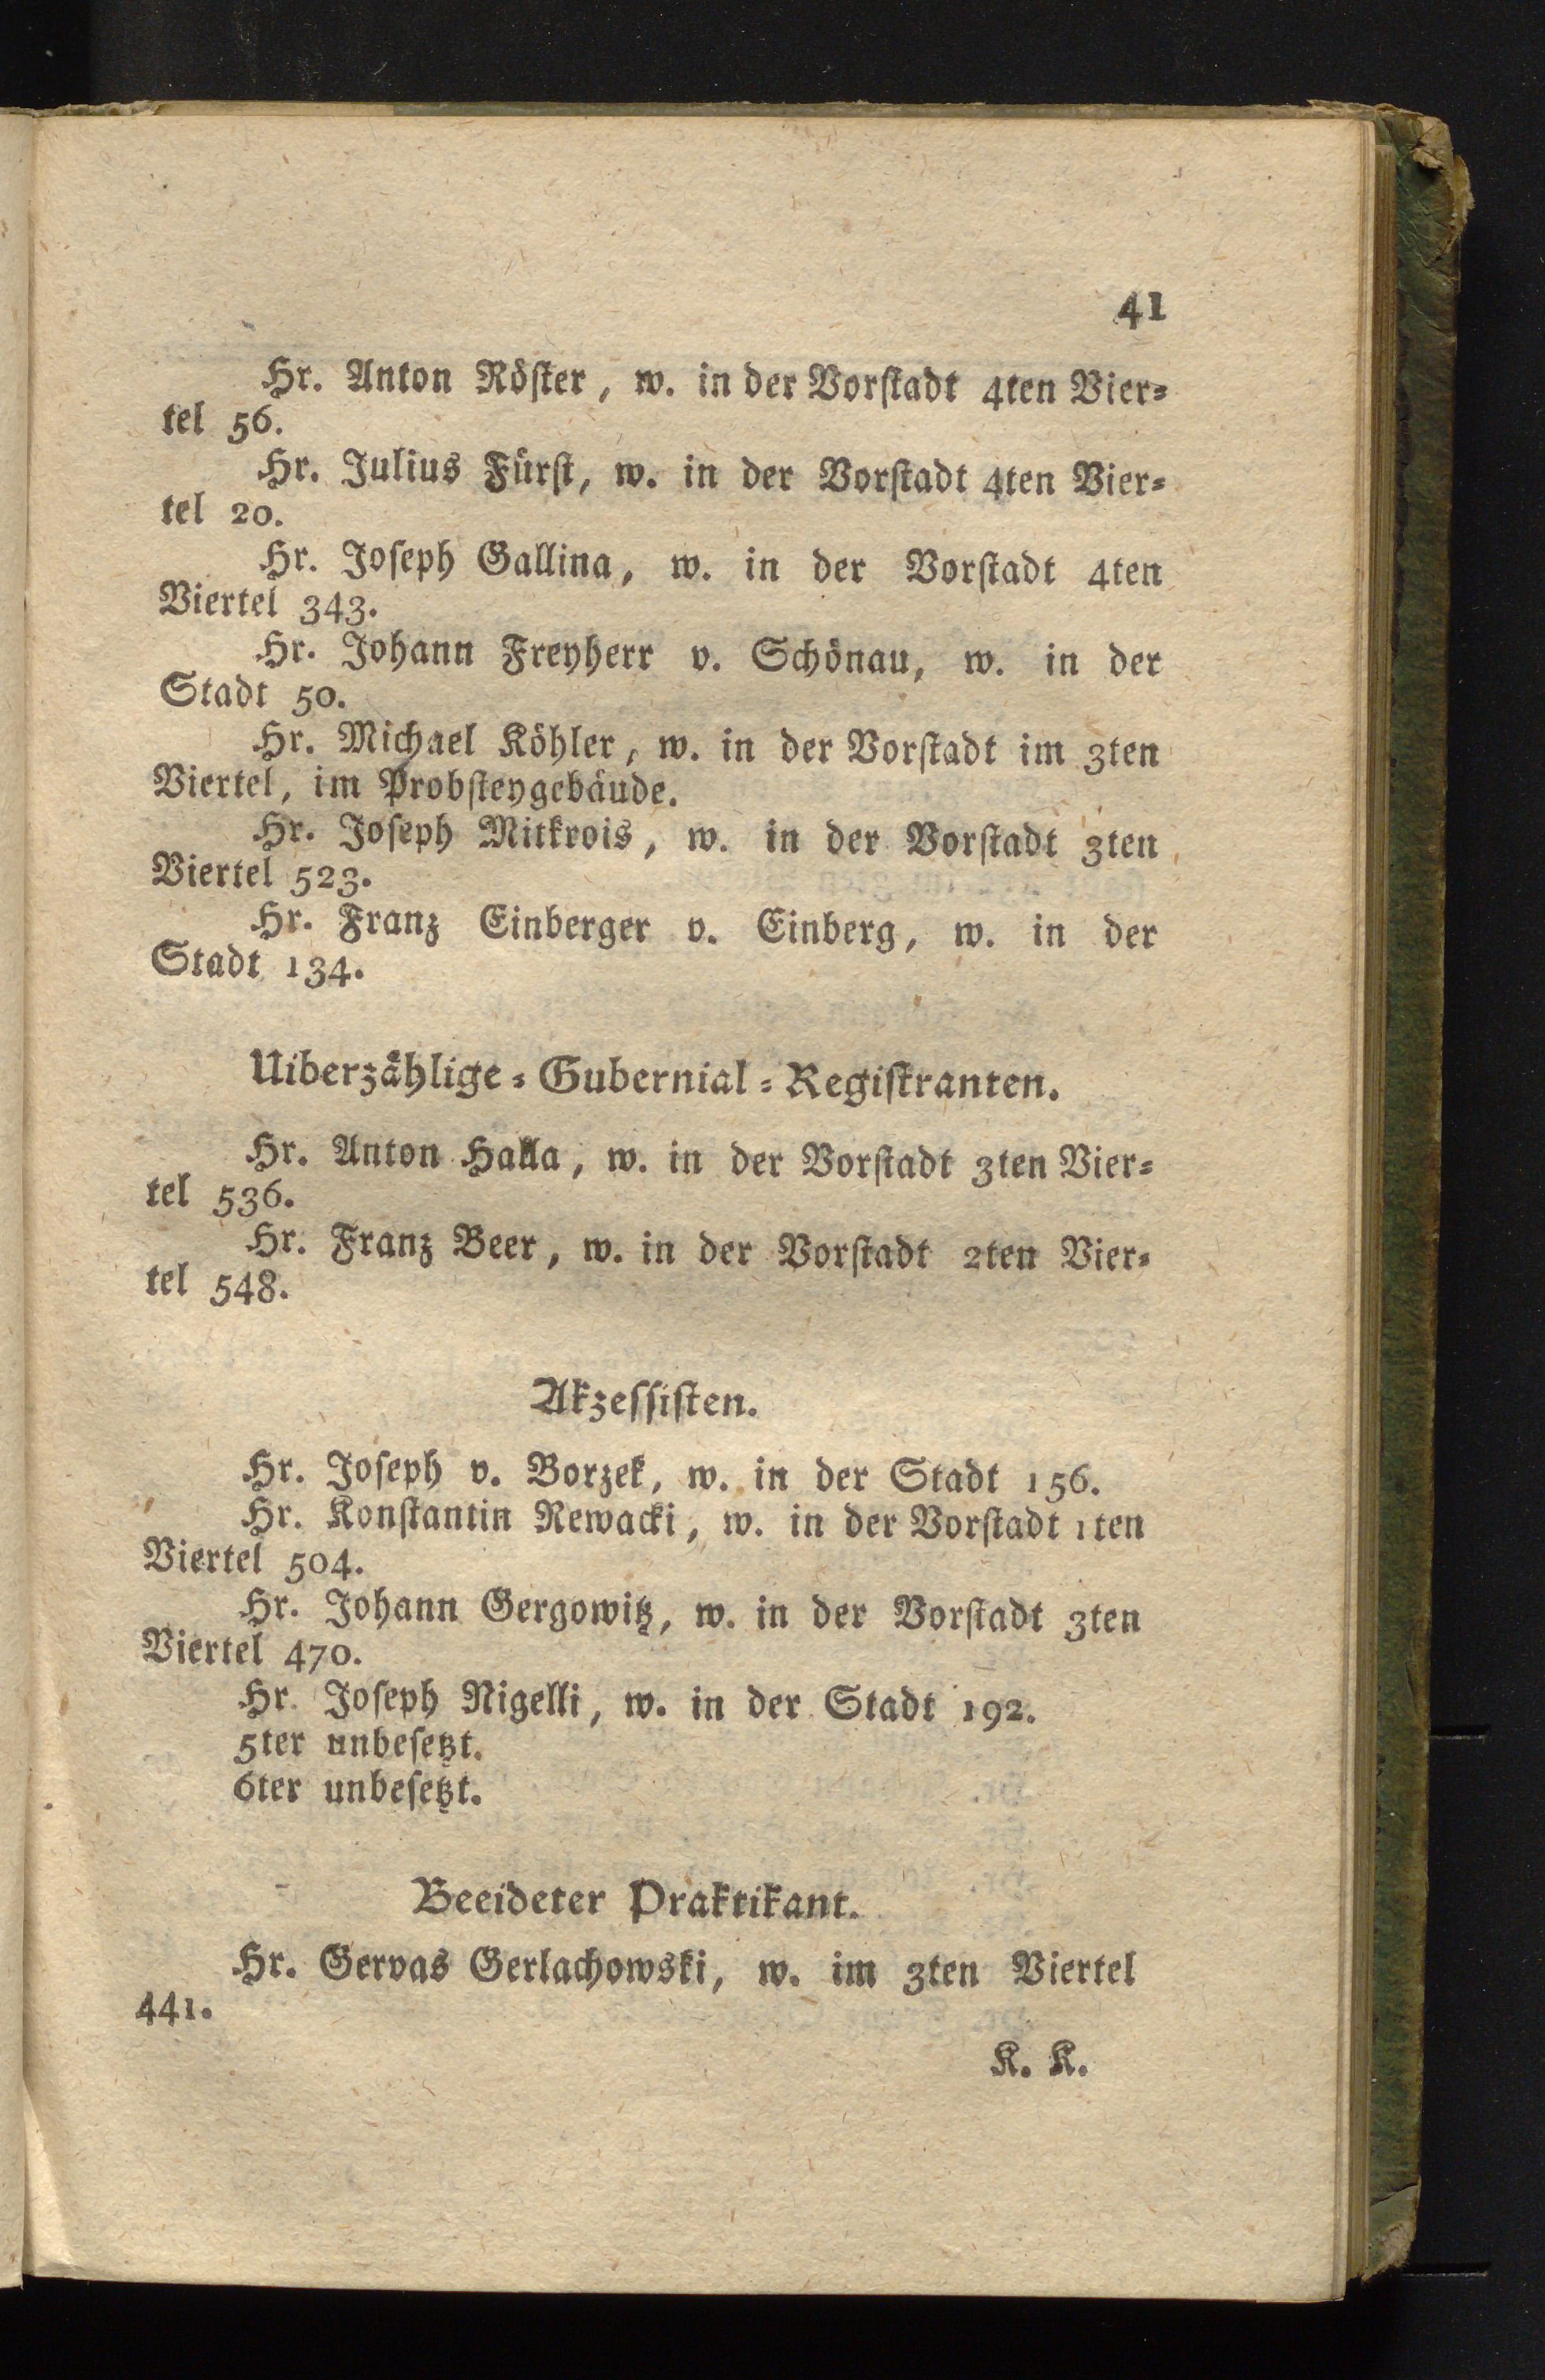 41
Hr. Anton Röster, w. in der Vorstadt 4ten Vier=
tel 56.
Hr. Julius Fürst, w. in der Vorstadt 4ten Vier=
tel 20.
Hr. Joseph Gallina, w. in der Vorstadt 4ten
Viertel 343.
Hr. Johann Freyherr v. Schönau, w. in der
Stadt 50.
Hr. Michael Köhler, w. in der Vorstadt im 3ten
Viertel, im Probsteygebäude.
Hr. Joseph Mitkrois, w. in der Vorstadt 3ten
Viertel 523.
Hr. Franz Einberger v. Einberg, w. in der
Stadt 134.
Uiberzählige=Gubernial=Registranten.
Hr. Anton Halla, w. in der Vorstadt 3ten Vier=
tel 536.
Hr. Franz Beer, w. in der Vorstadt 2ten Vier=
tel 548.
Akzessisten.
Hr. Joseph v. Borzek, w. in der Stadt 156.
Hr. Konstantin Rewacki, w. in der Vorstadt 1ten
Viertel 504.
Hr. Johann Gergowitz, w. in der Vorstadt 3ten
Viertel 470.
Hr. Joseph Nigelli, w. in der Stadt 192.
5ter unbesetzt.
6ter unbesetzt.
Beeideter Praktikant.
Hr. Gervas Gerlachowski, w. im 3ten Viertel
441.
K. K.